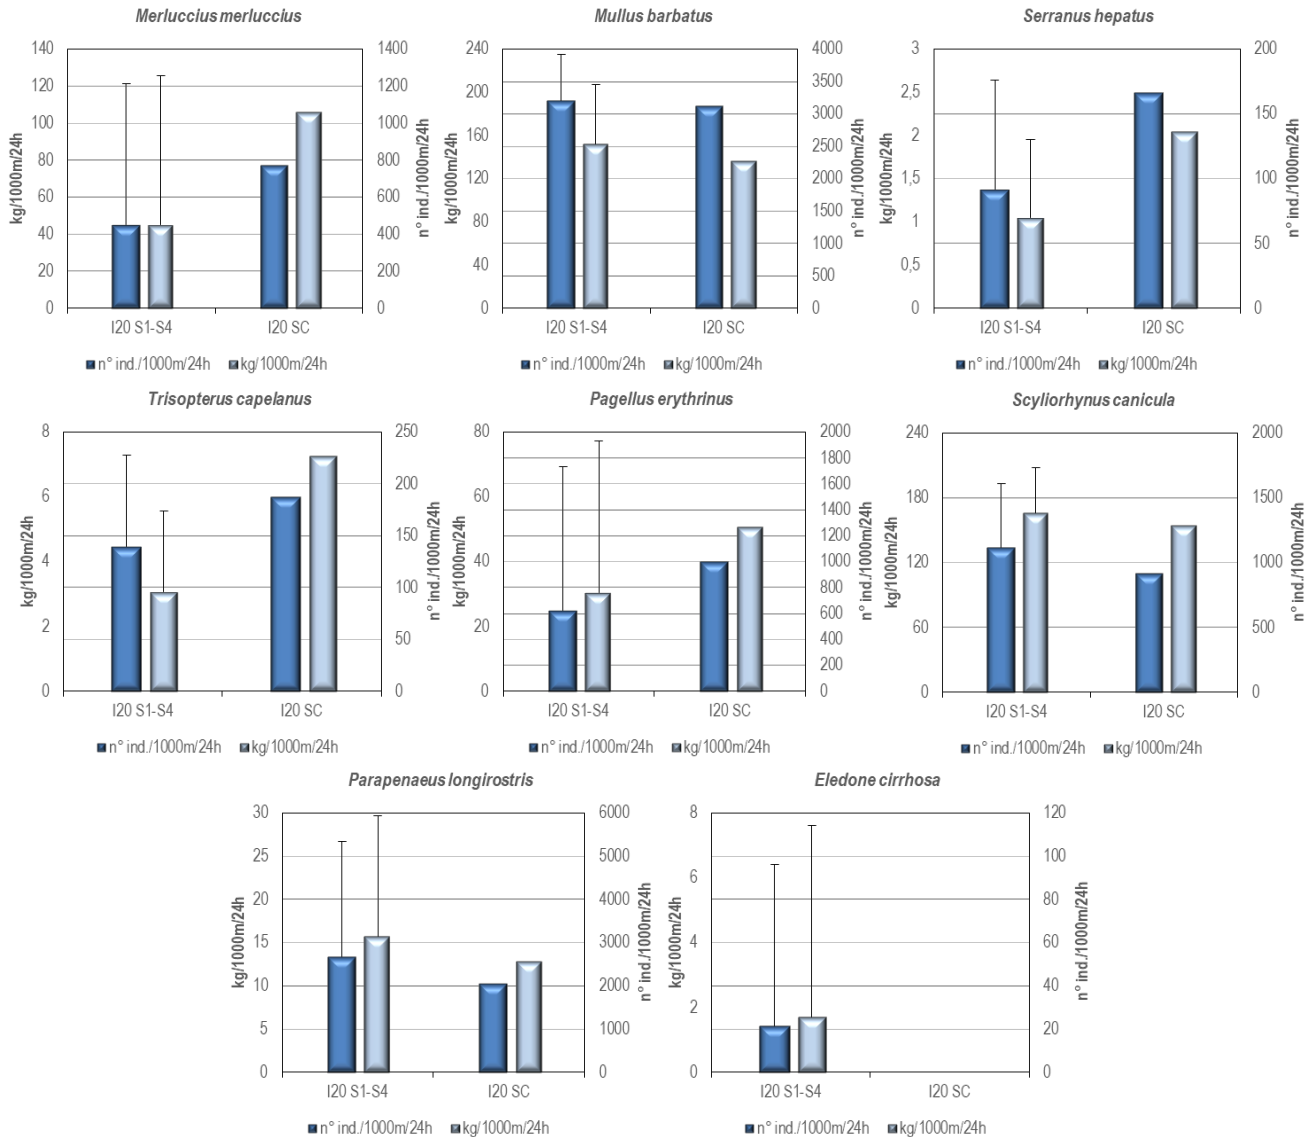 Merluccius merluccius
140
120
100
80
60
40
20
0
kg/1000m/24h
1400
1200
1000
800
600
400
200
0
n° ind./1000m/24h
I20 S1-S4 I20 SC
n° ind./1000m/24h kg/1000m/24h
Mullus barbatus
240
200
160
120
80
40
0
kg/1000m/24h
4000
3500
3000
2500
2000
1500
1000
500
0
n° ind./1000m/24h
I20 S1-S4 I20 SC
n° ind./1000m/24h kg/1000m/24h
Serranus hepatus
3
2,5
2
1,5
1
0,5
0
kg/1000m/24h
200
150
100
50
0
n° ind./1000m/24h
I20 S1-S4 I20 SC
n° ind./1000m/24h kg/1000m/24h
Trisopterus capelanus
8
6
4
2
0
kg/1000m/24h
250
200
150
100
50
0
n° ind./1000m/24h
I20 S1-S4 I20 SC
n° ind./1000m/24h kg/1000m/24h
Pagellus erythrinus
80
60
40
20
0
kg/1000m/24h
2000
1800
1600
1400
1200
1000
800
600
400
200
0
n° ind./1000m/24h
I20 S1-S4 I20 SC
n° ind./1000m/24h kg/1000m/24h
Scyliorhynus canicula
240
180
120
60
0
kg/1000m/24h
2000
1500
1000
500
0
n° ind./1000m/24h
I20 S1-S4 I20 SC
n° ind./1000m/24h kg/1000m/24h
Parapenaeus longirostris
30
25
20
15
10
5
0
kg/1000m/24h
6000
5000
4000
3000
2000
1000
0
n° ind./1000m/24h
I20 S1-S4 I20 SC
n° ind./1000m/24h kg/1000m/24h
Eledone cirrhosa
8
6
4
2
0
kg/1000m/24h
120
100
80
60
40
20
0
n° ind./1000m/24h
I20 S1-S4 I20 SC
n° ind./1000m/24h kg/1000m/24h